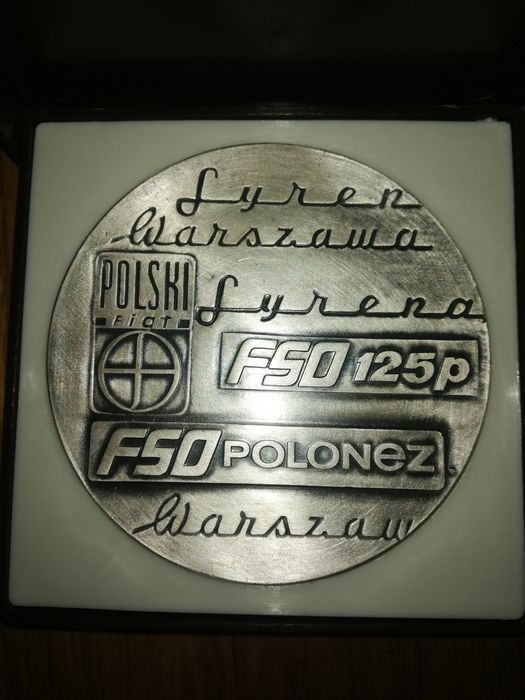 Syren
Warszawa
POLSKI
FIAT
Syrena
FSO 125p
FSO POLONEZ
Warszaw